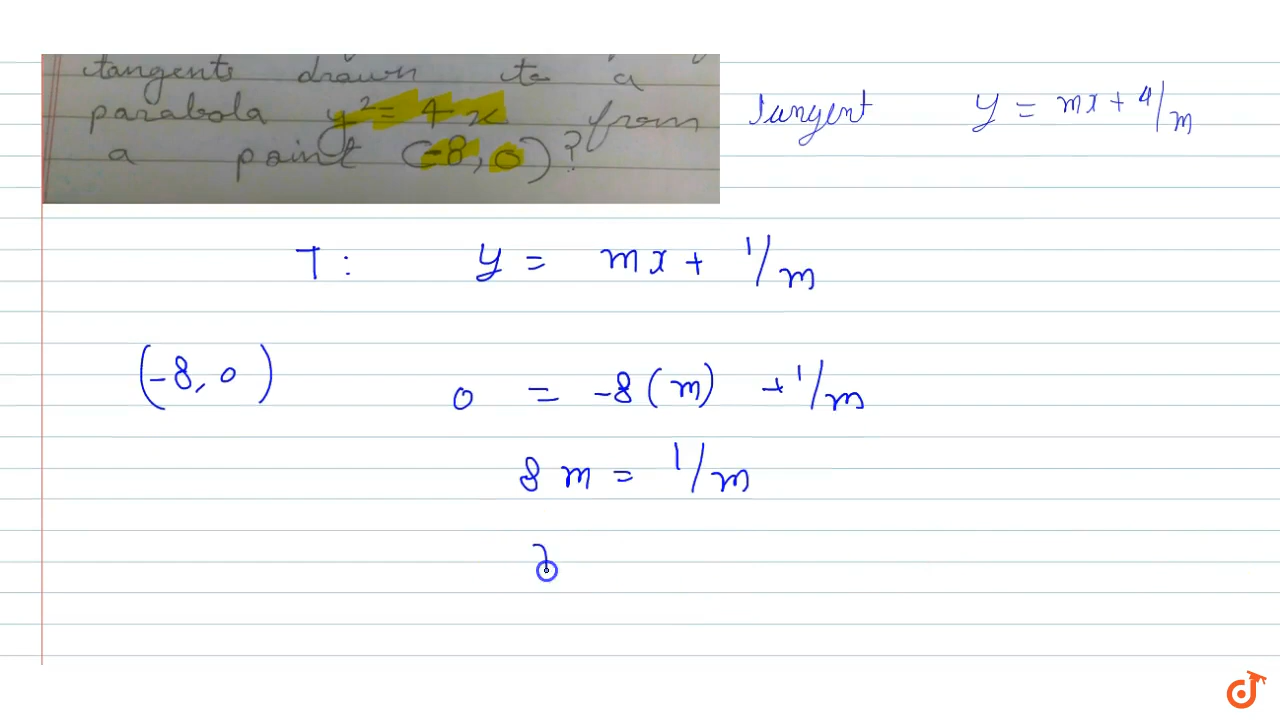 tangents drawn to a
parabola y² = 4x from
a point (-8, 0)?
Tangent y = mx + a/m
T: y = mx + 1/m
(-8, 0) 0 = -8(m) + 1/m
8m = 1/m